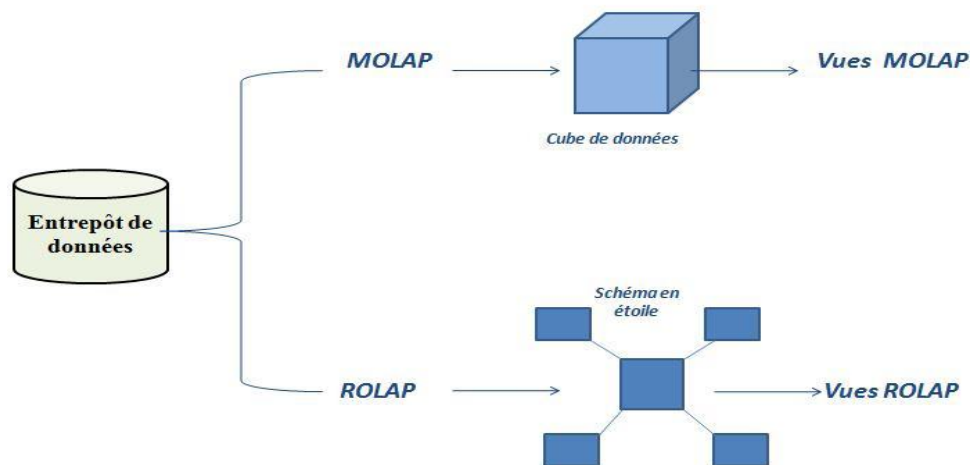 MOLAP
Vues MOLAP
Cube de données
Entrepôt de
données
Schéma en
étoile
ROLAP
Vues ROLAP